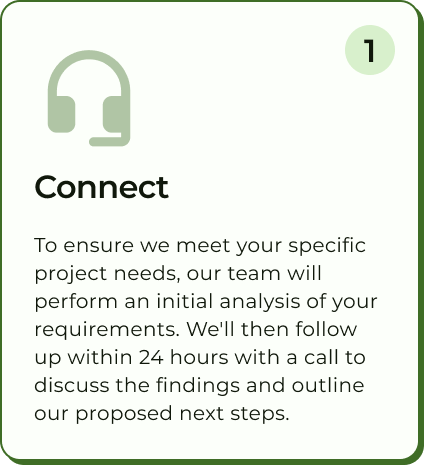 1
Connect
To ensure we meet your specific
project needs, our team will
perform an initial analysis of your
requirements. We'll then follow
up within 24 hours with a call to
discuss the findings and outline
our proposed next steps.